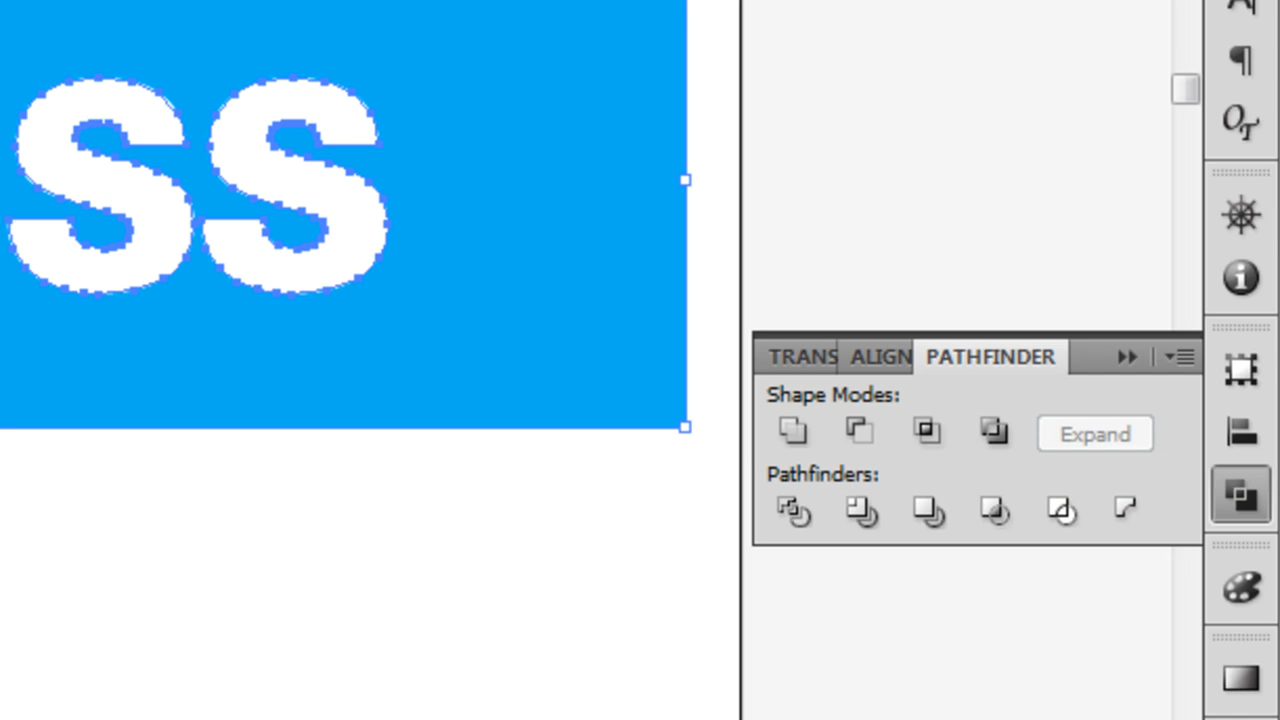 SS
TRANS ALIGN PATHFINDER
Shape Modes:
Expand
Pathfinders: